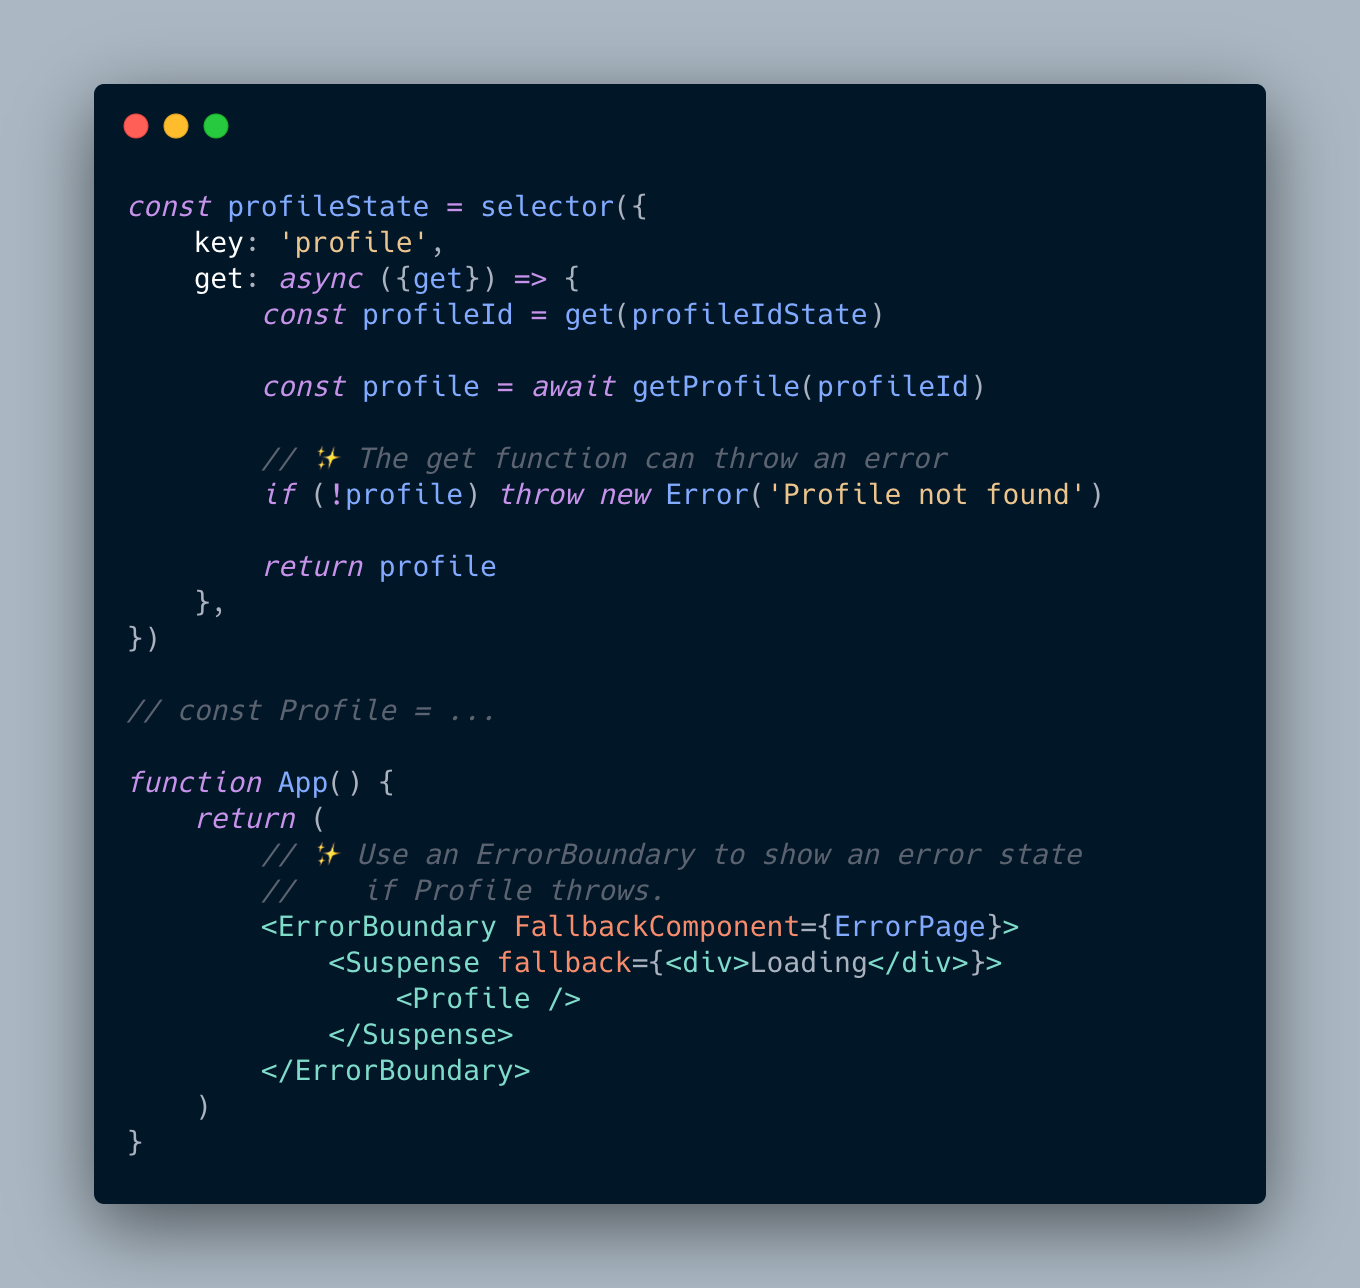 const profileState = selector({
    key: 'profile',
    get: async ({get}) => {
        const profileId = get(profileIdState)

        const profile = await getProfile(profileId)

        // ✨ The get function can throw an error
        if (!profile) throw new Error('Profile not found')

        return profile
    },
})

// const Profile = ...

function App() {
    return (
        // ✨ Use an ErrorBoundary to show an error state
        //    if Profile throws.
        <ErrorBoundary FallbackComponent={ErrorPage}>
            <Suspense fallback={<div>Loading</div>}>
                <Profile />
            </Suspense>
        </ErrorBoundary>
    )
}